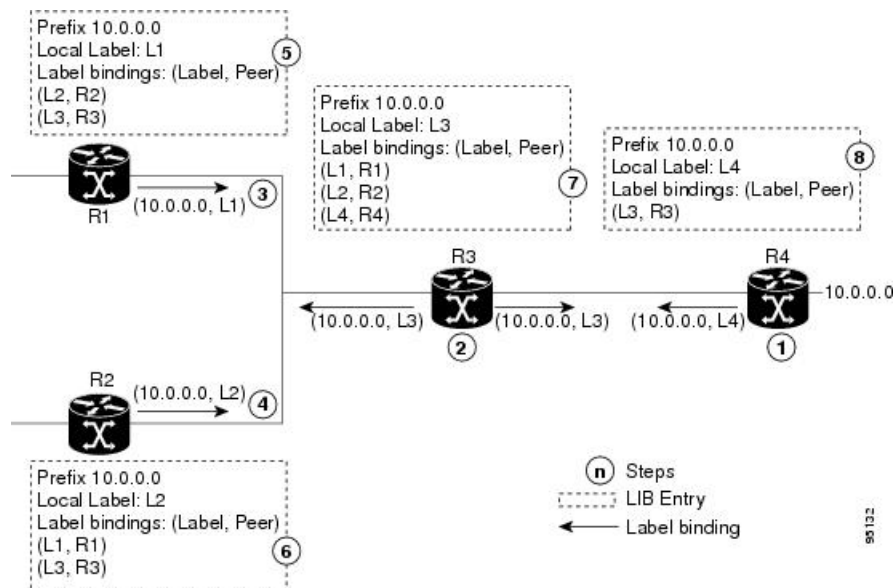 Prefix 10.0.0.0
Local Label: L1
Label bindings: (Label, Peer)
(L2, R2)
(L3, R3)
5
R1
(10.0.0.0, L1)
3
Prefix 10.0.0.0
Local Label: L3
Label bindings: (Label, Peer)
(L1, R1)
(L2, R2)
(L4, R4)
7
Prefix 10.0.0.0
Local Label: L4
Label bindings: (Label, Peer)
(L3, R3)
8
R3
(10.0.0.0, L3)
(10.0.0.0, L3)
2
R4
(10.0.0.0, L4)
10.0.0.0
1
R2
(10.0.0.0, L2)
4
Prefix 10.0.0.0
Local Label: L2
Label bindings: (Label, Peer)
(L1, R1)
(L3, R3)
6
n Steps
LIB Entry
Label binding
95132